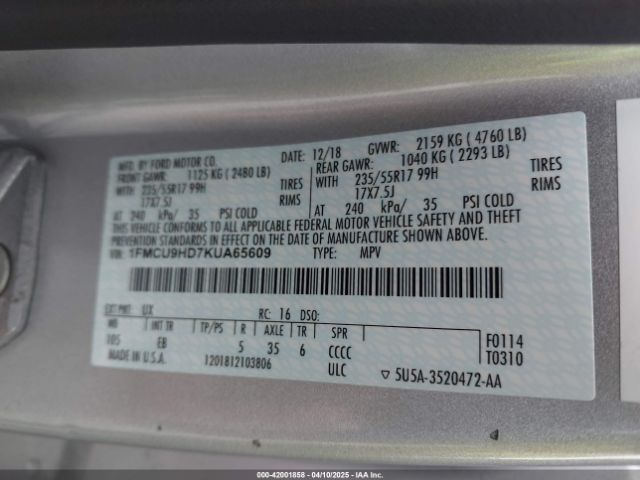 MFD. BY FORD MOTOR CO.
DATE: 12/18 GVWR: 2159 KG ( 4760 LB)
FRONT GAWR: 1125 KG ( 2480 LB)
REAR GAWR: 1040 KG ( 2293 LB)
WITH 235/55R17 99H TIRES
WITH 235/55R17 99H TIRES
17X7.5J RIMS
17X7.5J RIMS
AT 240 kPa/ 35 PSI COLD
AT 240 kPa/ 35 PSI COLD
THIS VEHICLE CONFORMS TO ALL APPLICABLE FEDERAL MOTOR VEHICLE SAFETY AND THEFT
PREVENTION STANDARDS IN EFFECT ON THE DATE OF MANUFACTURE SHOWN ABOVE.
VIN: 1FMCU9HD7KUA65609 TYPE: MPV
EXT PNT: UX RC: 16 DSO:
WB INT TR TP/PS R AXLE TR SPR
105 EB 5 35 6 CCCC
MADE IN U.S.A. 1201812103806 ULC
F0114
T0310
▽ 5U5A-3520472-AA
000-42001858 - 04/10/2025 - IAA Inc.